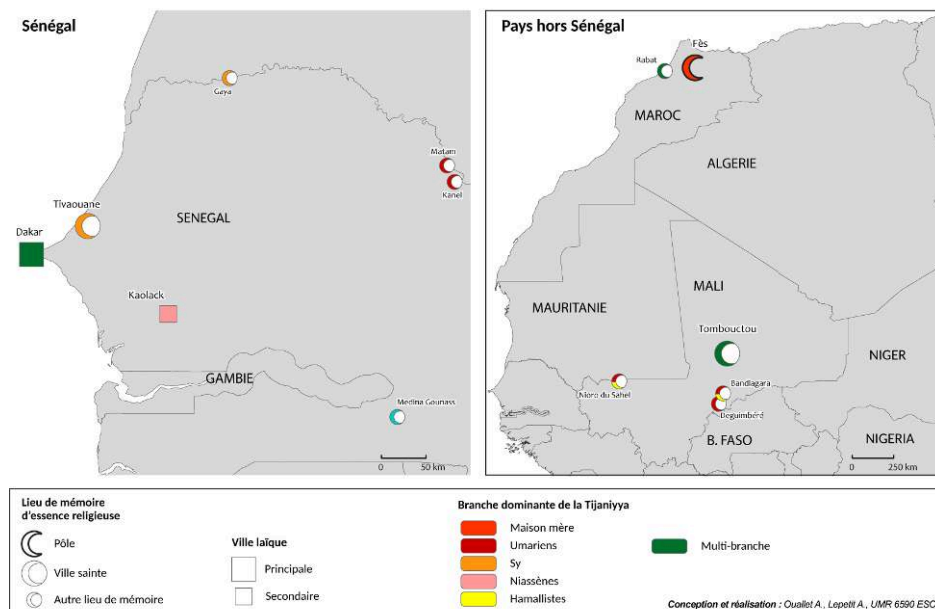 Sénégal
Gaya
Matam
Kanel
Tivaouane
SENEGAL
Dakar
Kaolack
GAMBIE
Medina Gounass
0 50 km
Pays hors Sénégal
Fès
Rabat
MAROC
ALGERIE
MALI
MAURITANIE
Tombouctou
NIGER
Bandiagara
Nioro du Sahel
Deguimbéré
B. FASO
NIGERIA
0 250 km
Lieu de mémoire
d'essence religieuse
Pôle
Ville sainte
Autre lieu de mémoire
Ville laïque
Principale
Secondaire
Branche dominante de la Tijaniyya
Maison mère
Umariens
Sy
Niassènes
Hamallistes
Multi-branche
Conception et réalisation : Ouallet A., Lepetit A., UMR 6590 ESO